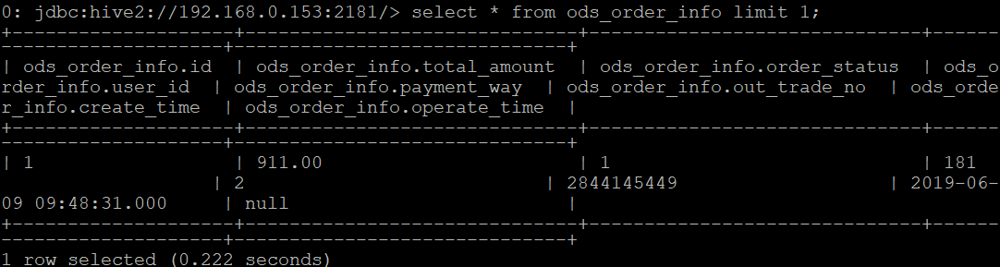 0: jdbc:hive2://192.168.0.153:2181/> select * from ods_order_info limit 1;
+--------------------+-------------------------------+-------------------------------+------
--------------------+------------------------------+
| ods_order_info.id  | ods_order_info.total_amount  | ods_order_info.order_status  | ods_o
rder_info.user_id  | ods_order_info.payment_way  | ods_order_info.out_trade_no  | ods_orde
r_info.create_time  | ods_order_info.operate_time  |
+--------------------+-------------------------------+-------------------------------+------
--------------------+------------------------------+
| 1                  | 911.00                       | 1                            | 181
                   | 2                           | 2844145449                   | 2019-06-
09 09:48:31.000     | null                         |
+--------------------+-------------------------------+-------------------------------+------
--------------------+------------------------------+
1 row selected (0.222 seconds)